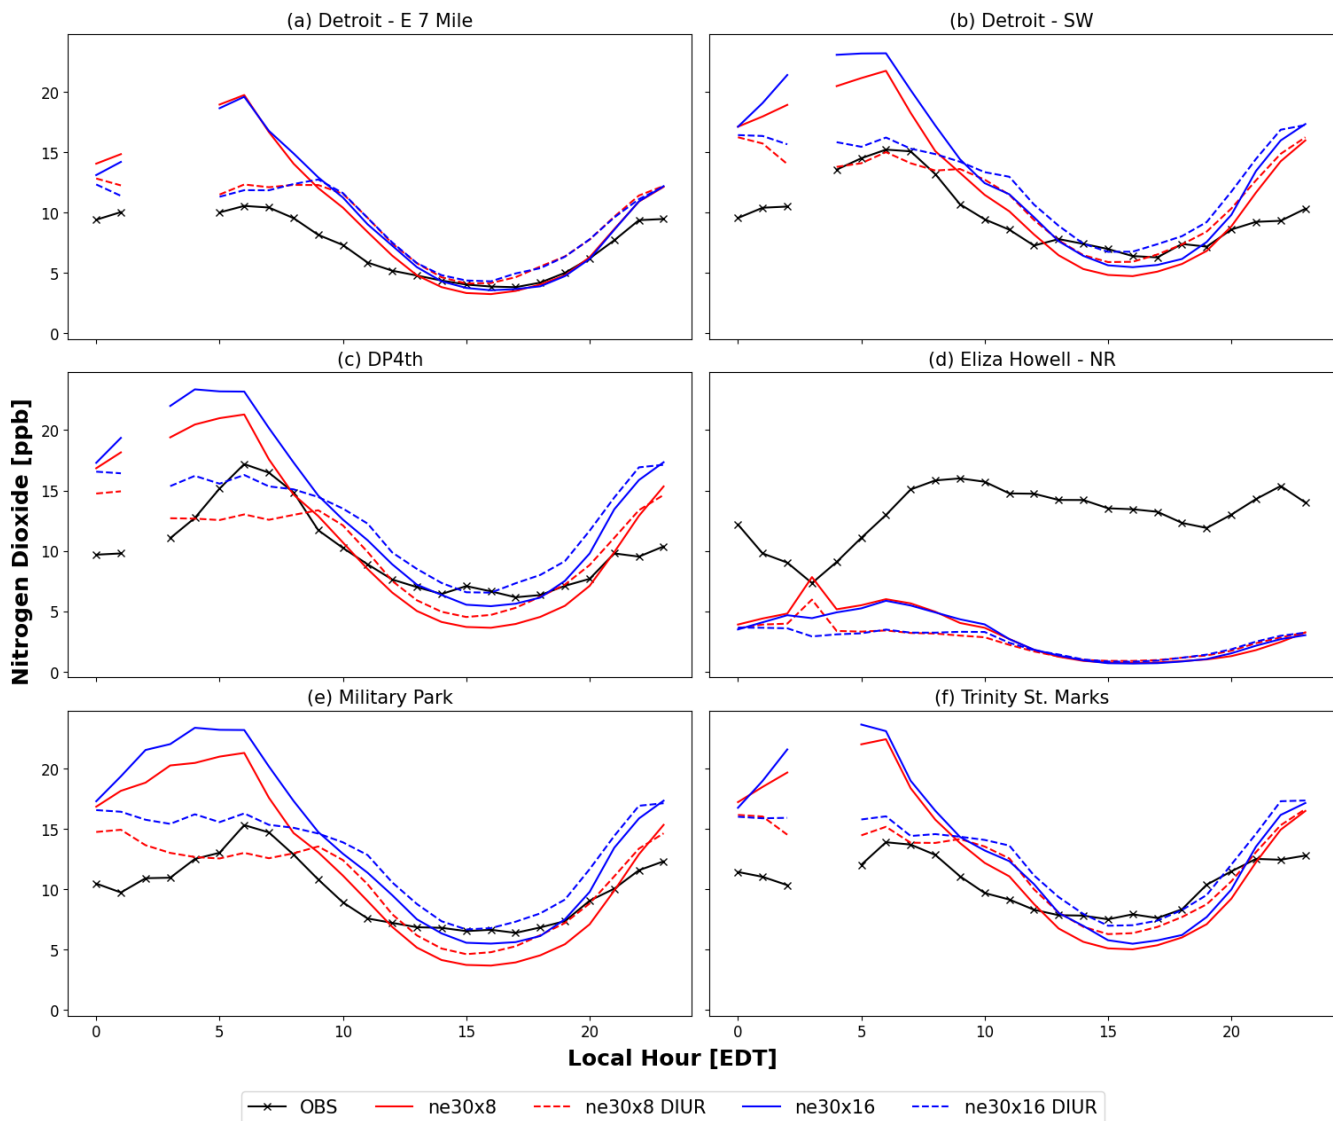 (a) Detroit - E 7 Mile
(b) Detroit - SW
20
15
10
5
0
(c) DP4th
(d) Eliza Howell - NR
20
15
10
5
0
Nitrogen Dioxide [ppb]
(e) Military Park
(f) Trinity St. Marks
20
15
10
5
0
0 5 10 15 20
0 5 10 15 20
Local Hour [EDT]
OBS ne30x8 ne30x8 DIUR ne30x16 ne30x16 DIUR